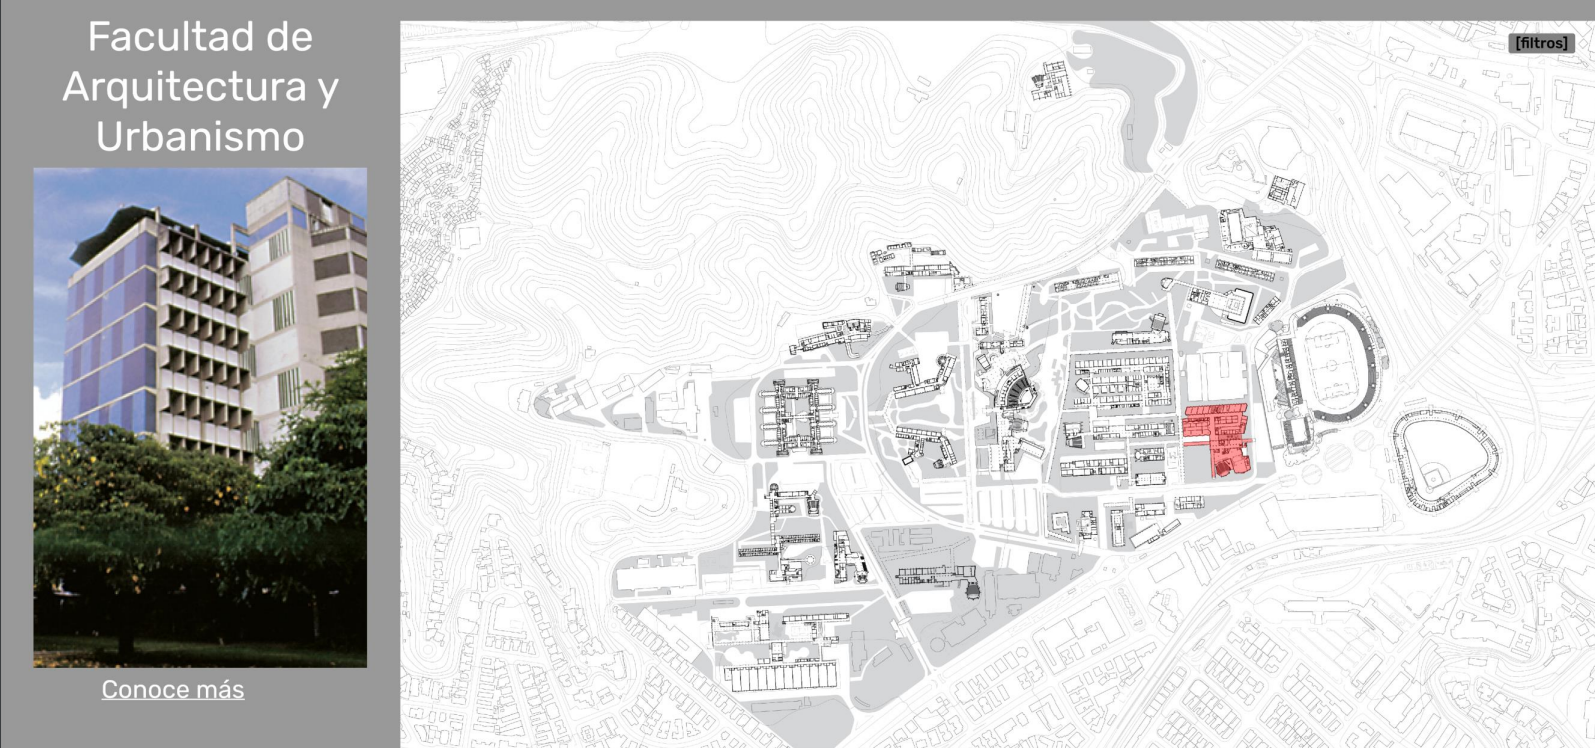 Facultad de
Arquitectura y
Urbanismo
[filtros]
Conoce más